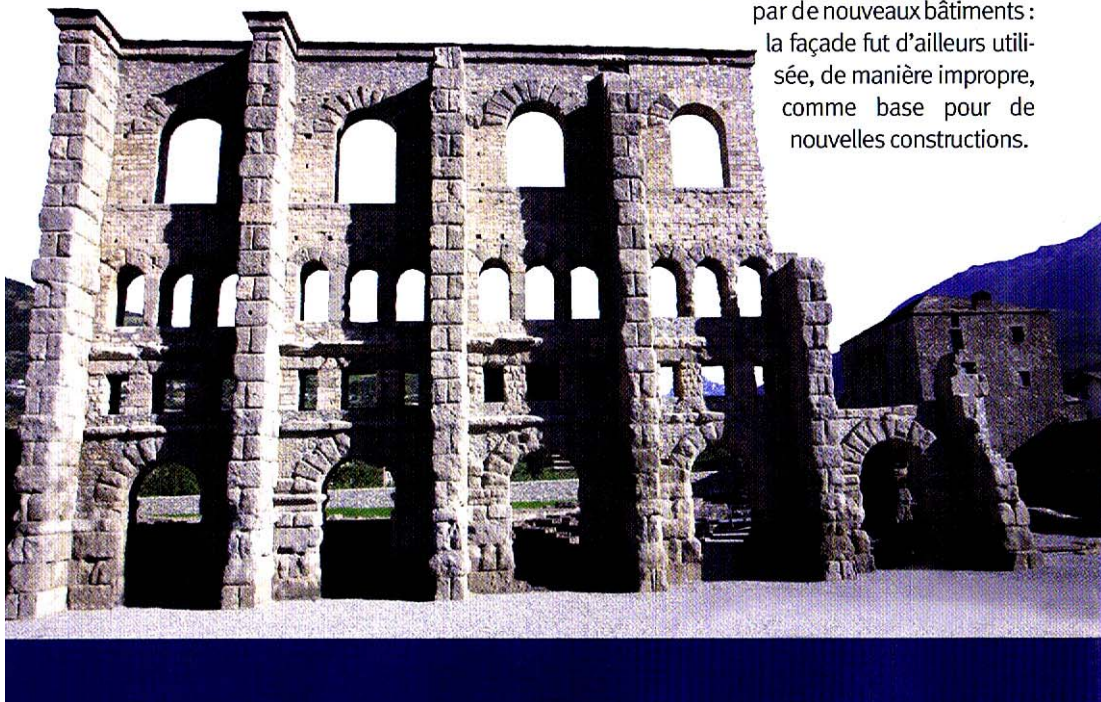 par de nouveaux bâtiments :
la façade fut d'ailleurs utili-
sée, de manière impropre,
comme base pour de
nouvelles constructions.